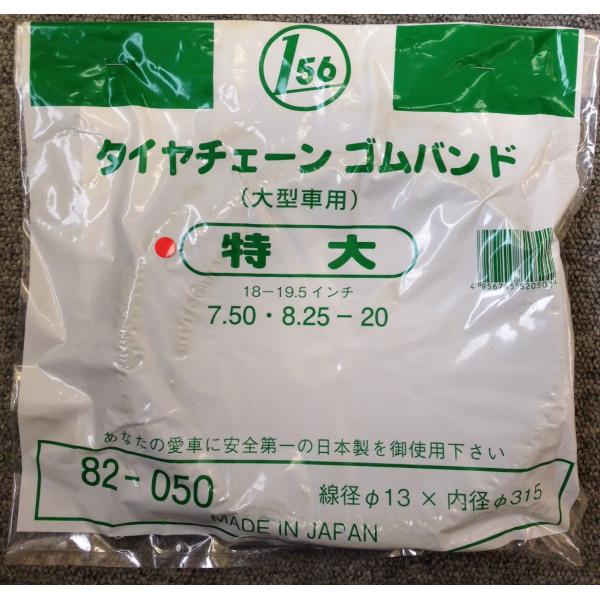 156
タイヤチェーン ゴムバンド
(大型車用)
特 大
18-19.5インチ
7.50・8.25-20
あなたの愛車に安全第一の日本製を御使用下さい
82-050
線径φ13×内径φ315
MADE IN JAPAN